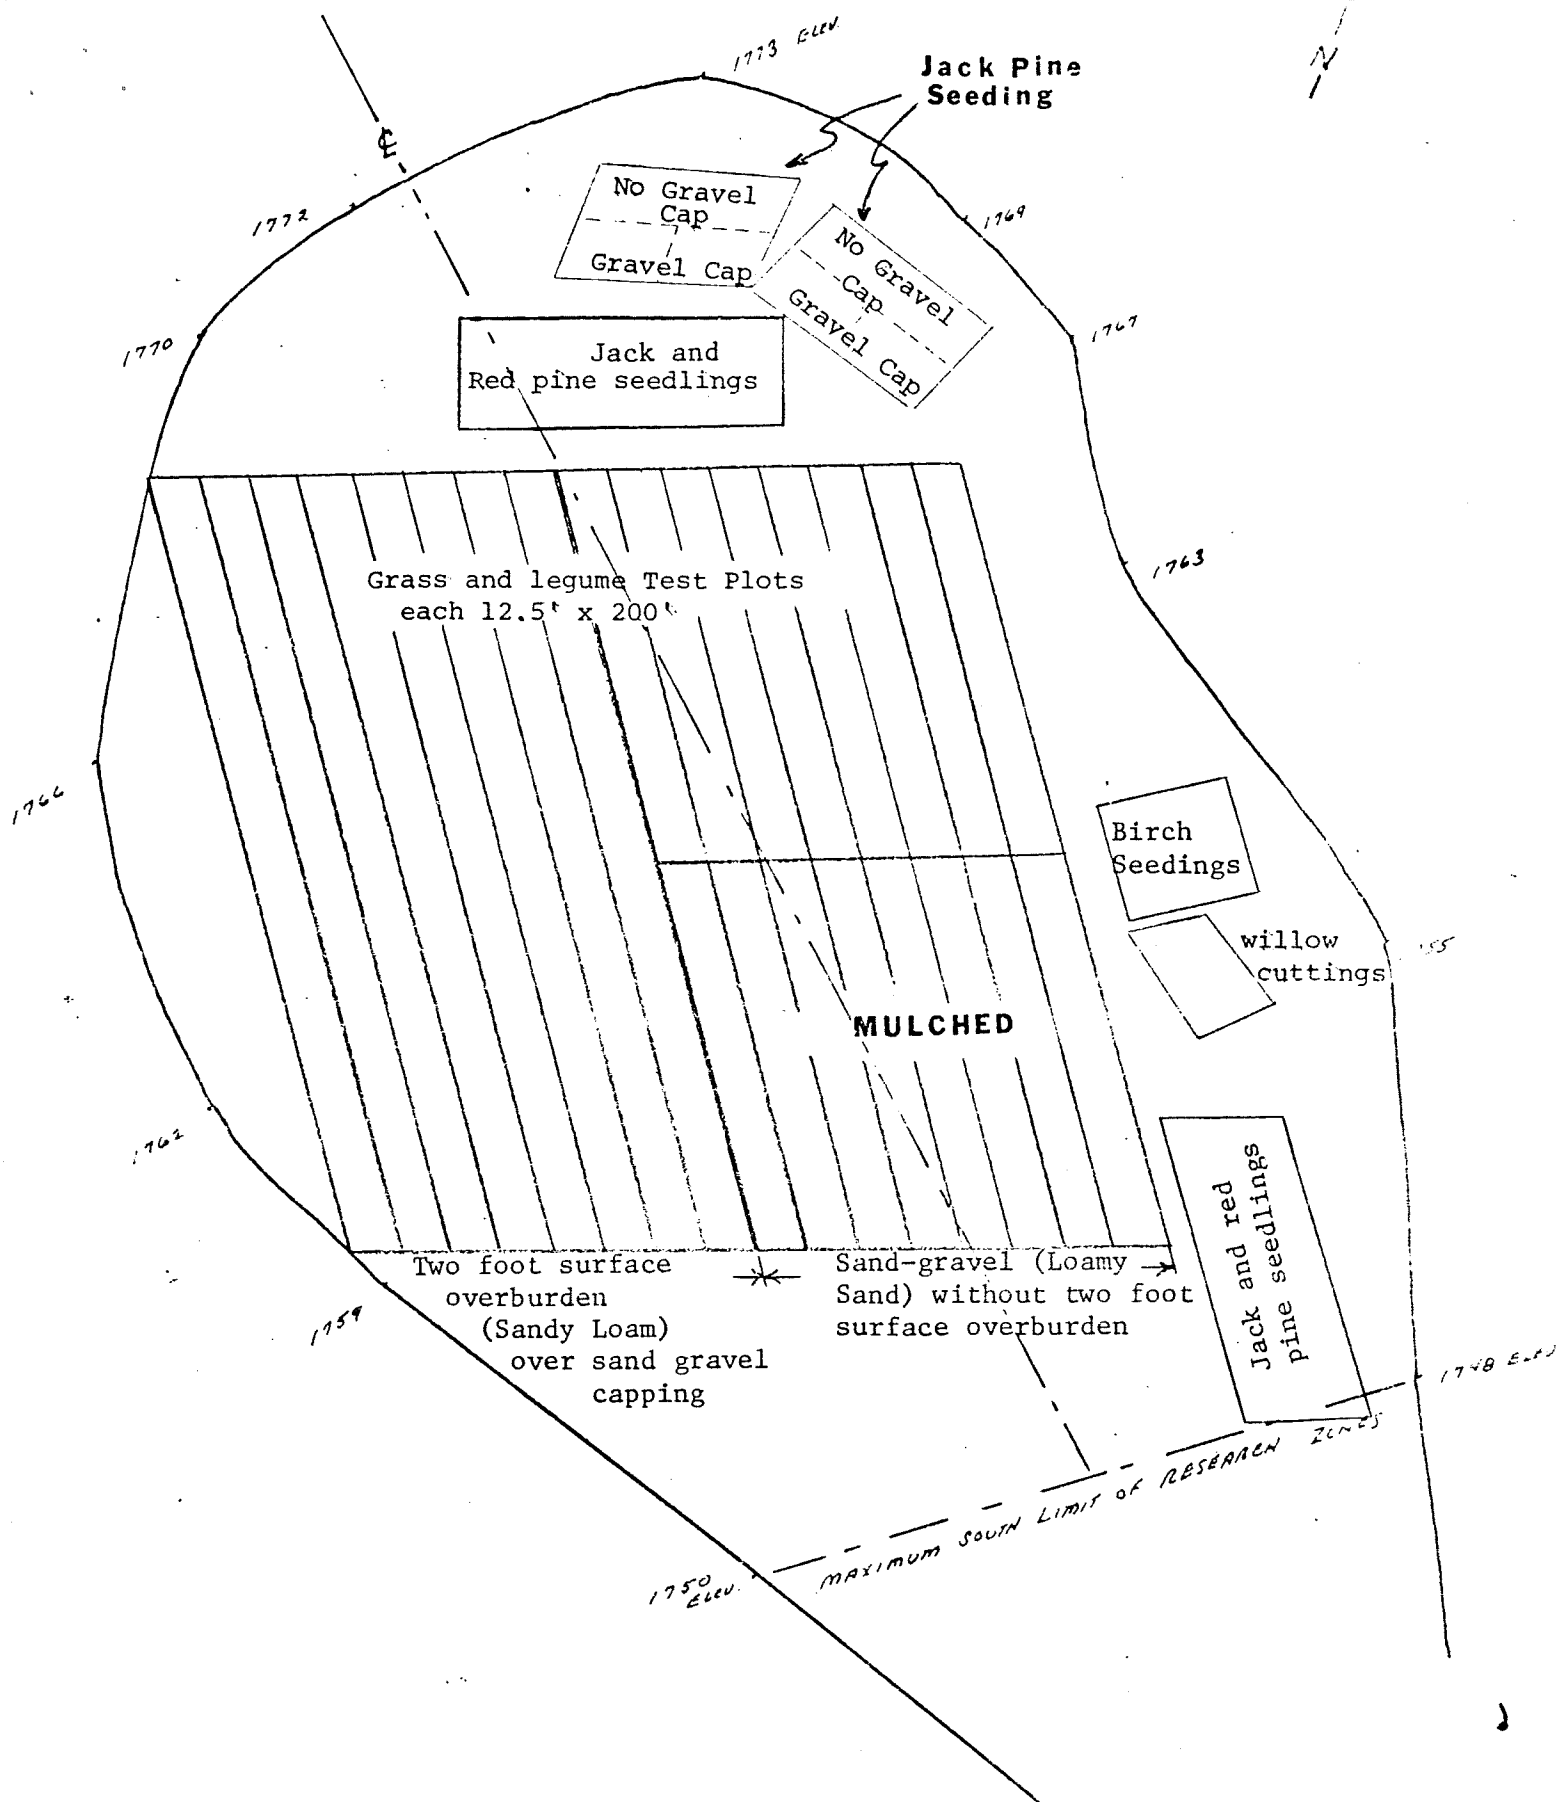 1773 ELEV.
N
Jack Pine
Seeding
℄
1772
No Gravel
Cap
Gravel Cap
1769
No Gravel
Cap
Gravel Cap
1770
1767
Jack and
Red pine seedlings
1763
Grass and legume Test Plots
each 12.5' x 200'
1766
Birch
Seedings
willow
cuttings
55
MULCHED
1762
Jack and red
pine seedlings
Two foot surface
overburden
(Sandy Loam)
over sand gravel
capping
Sand-gravel (Loamy
Sand) without two foot
surface overburden
1759
1748 ELEV
MAXIMUM SOUTH LIMIT OF RESEARCH ZONES
1750
ELEV.